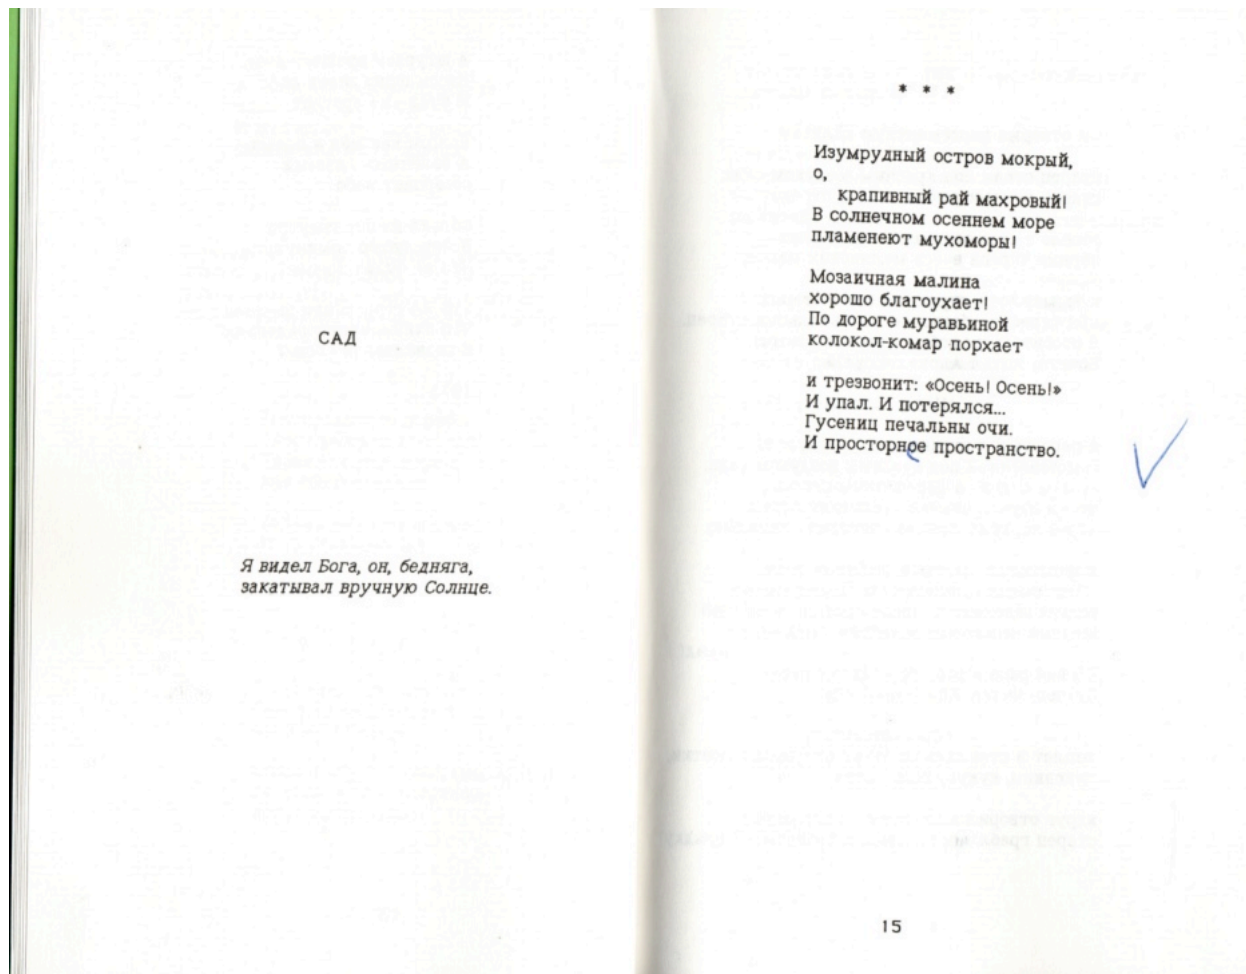 САД
Я видел Бога, он, бедняга,
закатывал вручную Солнце.
* * *
Изумрудный остров мокрый,
о,
крапивный рай махровый!
В солнечном осеннем море
пламенеют мухоморы!
Мозаичная малина
хорошо благоухает!
По дороге муравьиной
колокол-комар порхает
и трезвонит: «Осень! Осень!»
И упал. И потерялся...
Гусениц печальны очи.
И просторное пространство.
15